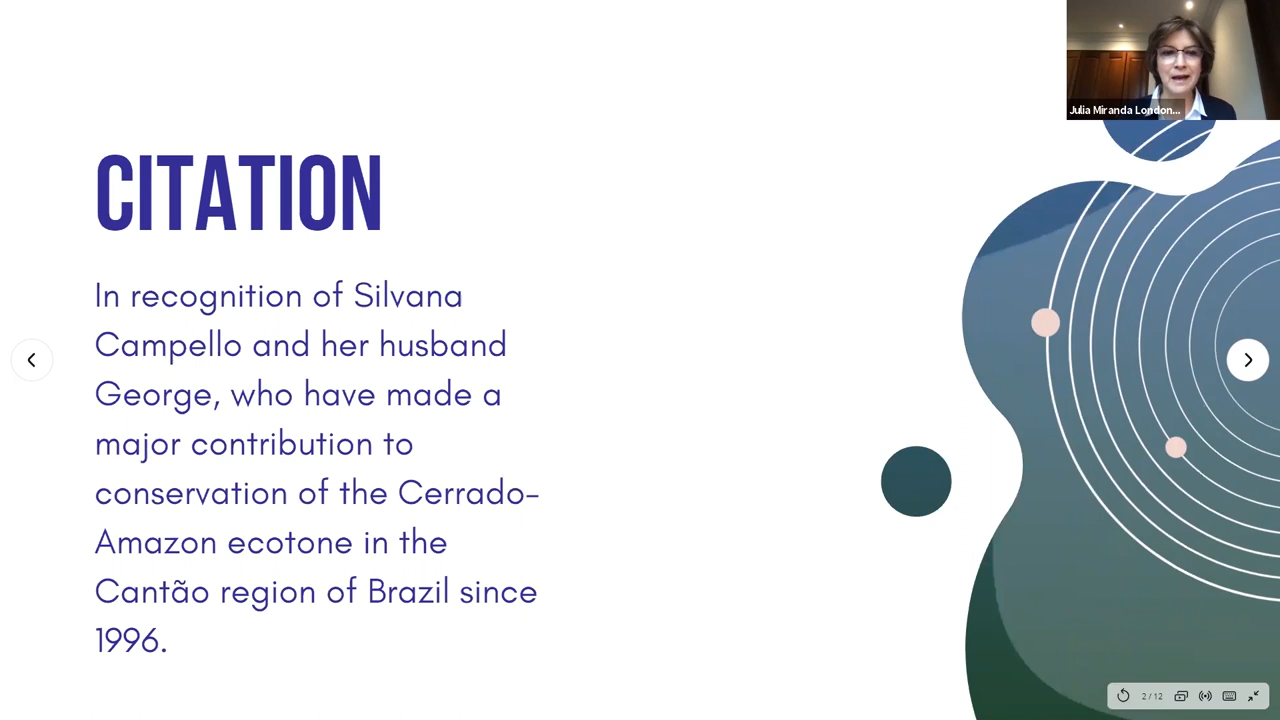 Julia Miranda London...
CITATION
In recognition of Silvana
Campello and her husband
George, who have made a
major contribution to
conservation of the Cerrado-
Amazon ecotone in the
Cantão region of Brazil since
1996.
2 / 12